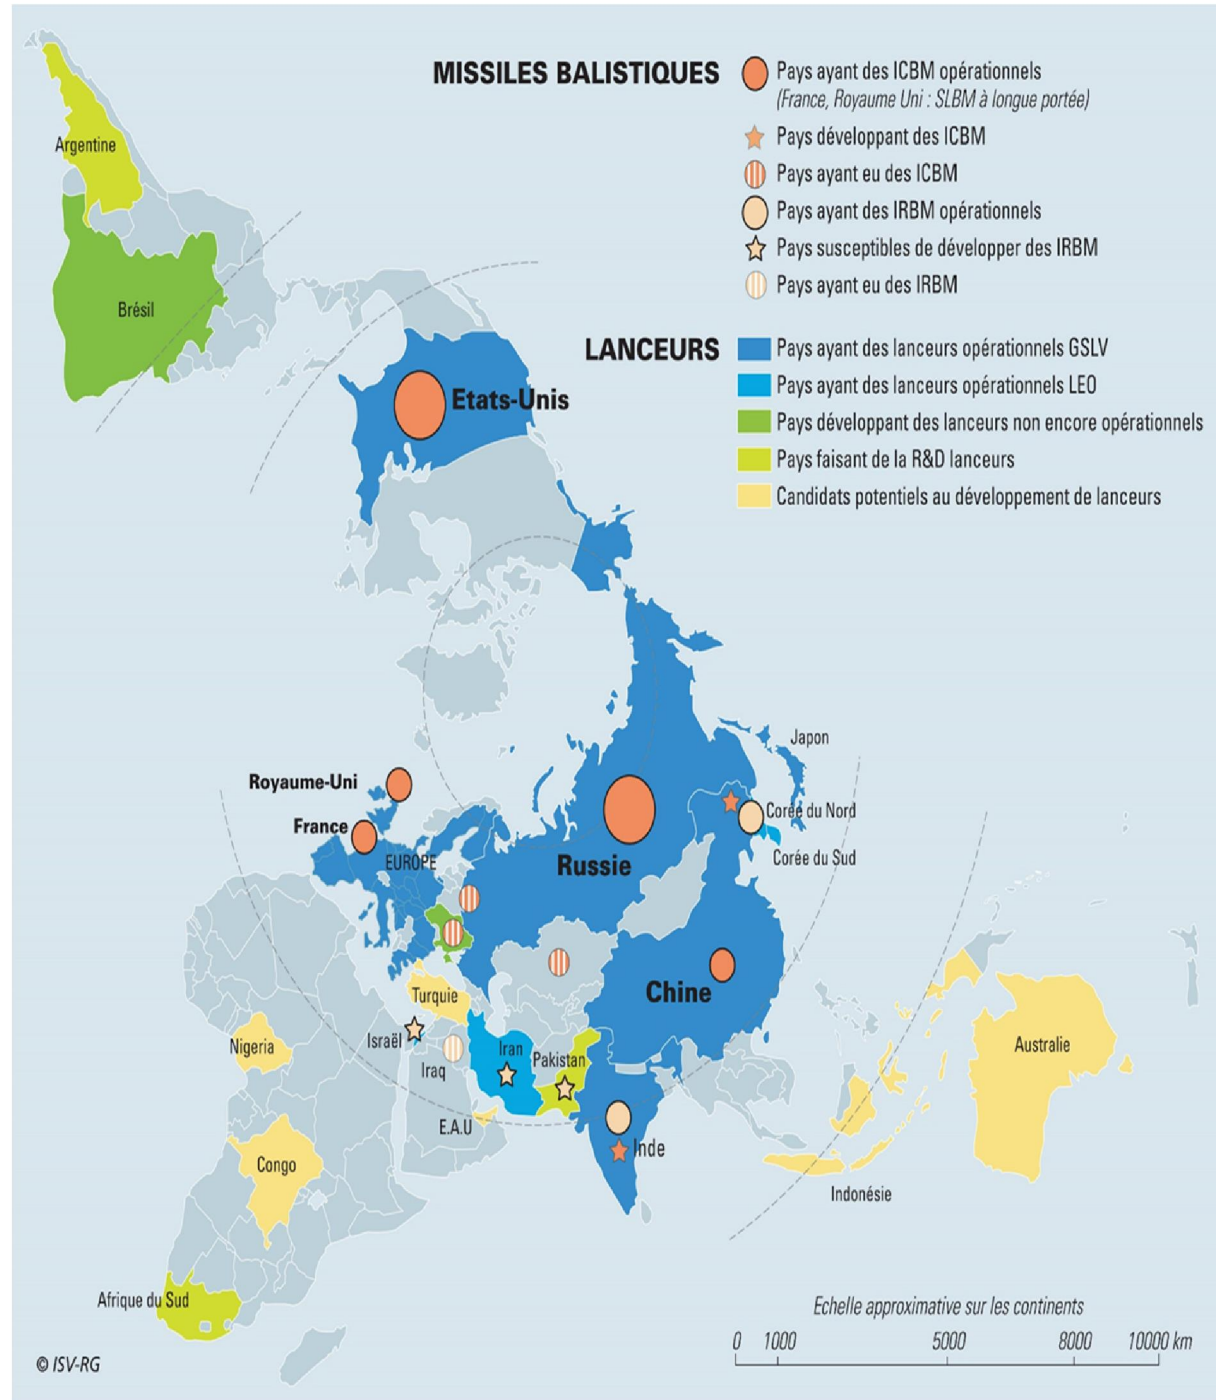 MISSILES BALISTIQUES
Pays ayant des ICBM opérationnels
(France, Royaume Uni : SLBM à longue portée)
Pays développant des ICBM
Pays ayant eu des ICBM
Pays ayant des IRBM opérationnels
Pays susceptibles de développer des IRBM
Pays ayant eu des IRBM
LANCEURS
Pays ayant des lanceurs opérationnels GSLV
Pays ayant des lanceurs opérationnels LEO
Pays développant des lanceurs non encore opérationnels
Pays faisant de la R&D lanceurs
Candidats potentiels au développement de lanceurs
Argentine
Brésil
Etats-Unis
Japon
Royaume-Uni
Corée du Nord
France
Corée du Sud
EUROPE
Russie
Chine
Turquie
Israël
Iran
Pakistan
Nigeria
Iraq
Australie
E.A.U
Inde
Congo
Indonésie
Afrique du Sud
Echelle approximative sur les continents
0 1000 5000 8000 10000 km
© ISV-RG